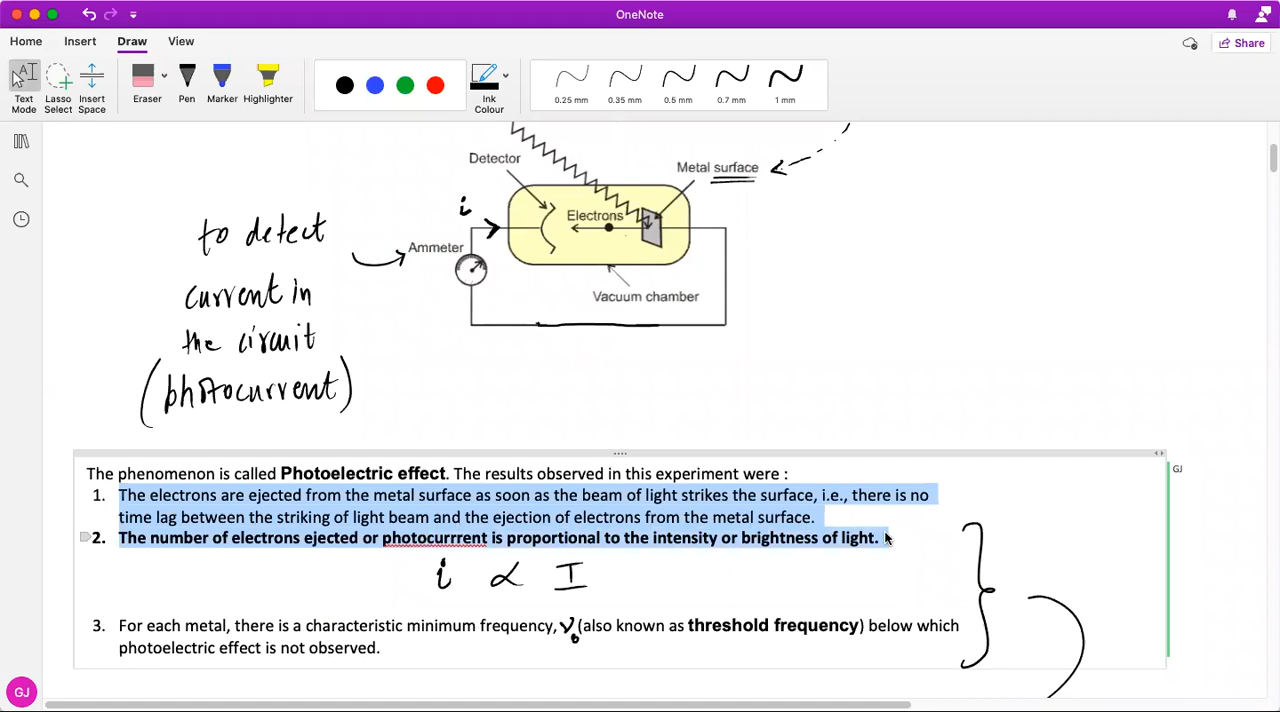 OneNote
Home Insert Draw View
Share
Text Mode
Lasso Select
Insert Space
Eraser
Pen
Marker
Highlighter
Ink Colour
0.25 mm
0.35 mm
0.5 mm
0.7 mm
1 mm
Detector
Metal surface
i
Electrons
to detect
Ammeter
current in
Vacuum chamber
the circuit
(photocurrent)
The phenomenon is called Photoelectric effect. The results observed in this experiment were :
GJ
1. The electrons are ejected from the metal surface as soon as the beam of light strikes the surface, i.e., there is no
time lag between the striking of light beam and the ejection of electrons from the metal surface.
2. The number of electrons ejected or photocurrrent is proportional to the intensity or brightness of light.
i ∝ I
3. For each metal, there is a characteristic minimum frequency, ν₀ (also known as threshold frequency) below which
photoelectric effect is not observed.
GJ